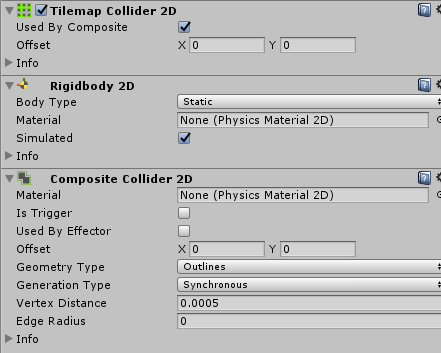 Tilemap Collider 2D
Used By Composite
Offset X 0 Y 0
Info
Rigidbody 2D
Body Type Static
Material None (Physics Material 2D)
Simulated
Info
Composite Collider 2D
Material None (Physics Material 2D)
Is Trigger
Used By Effector
Offset X 0 Y 0
Geometry Type Outlines
Generation Type Synchronous
Vertex Distance 0.0005
Edge Radius 0
Info